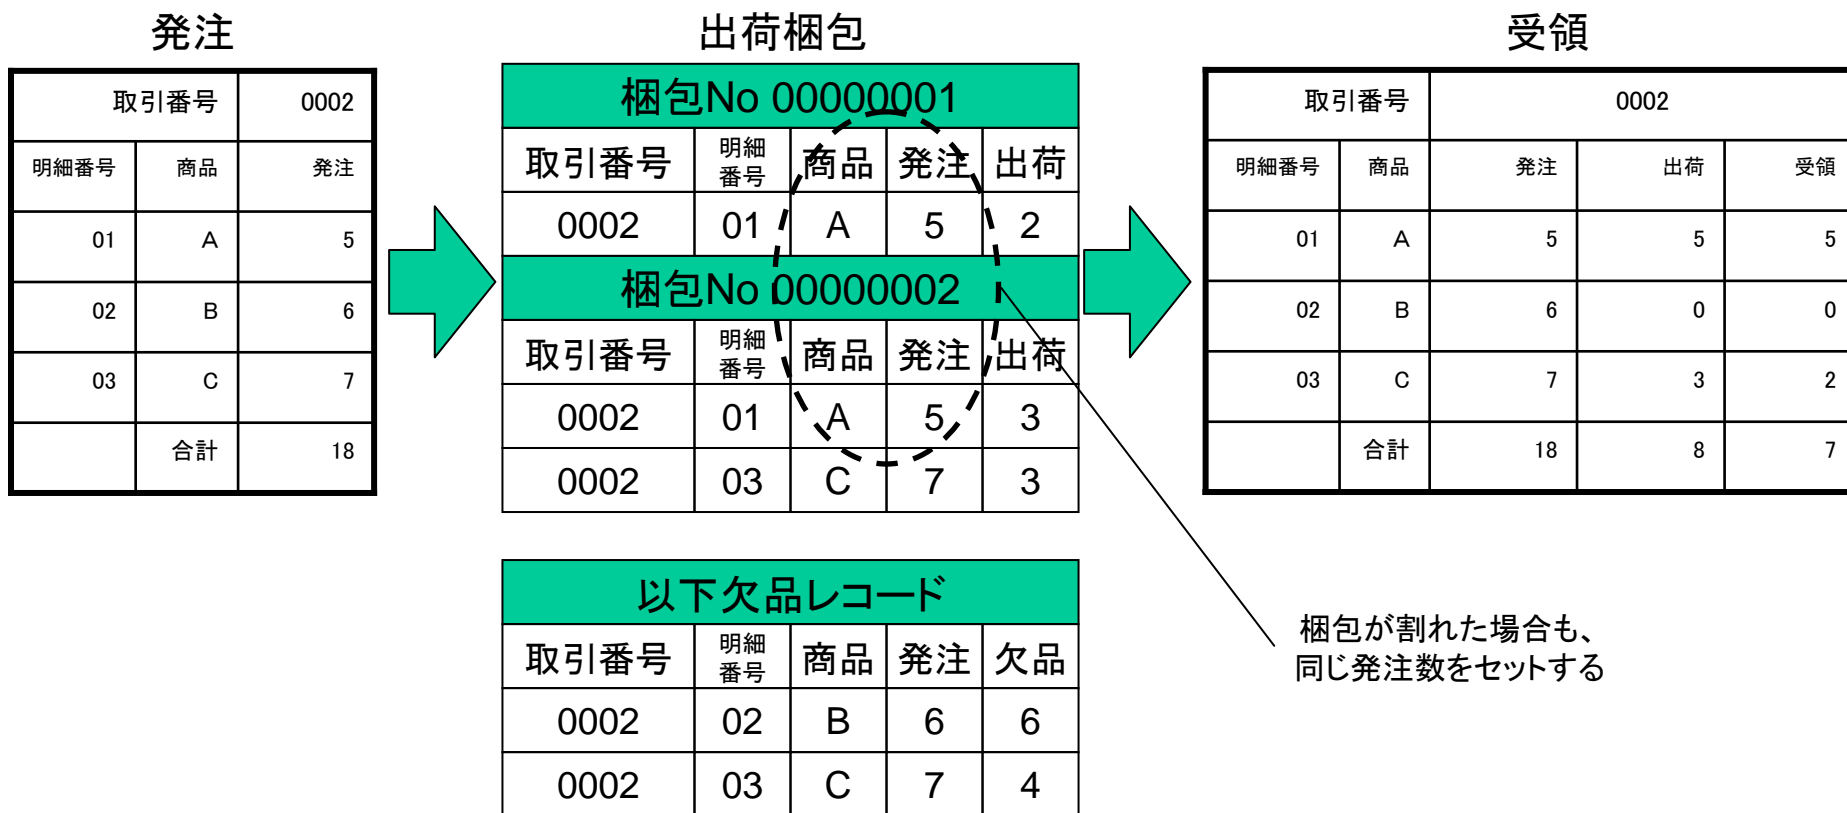 発注
取引番号 0002
明細番号 商品 発注
01 A 5
02 B 6
03 C 7
合計 18
出荷梱包
梱包No 00000001
取引番号 明細番号 商品 発注 出荷
0002 01 A 5 2
梱包No 00000002
取引番号 明細番号 商品 発注 出荷
0002 01 A 5 3
0002 03 C 7 3
以下欠品レコード
取引番号 明細番号 商品 発注 欠品
0002 02 B 6 6
0002 03 C 7 4
受領
取引番号 0002
明細番号 商品 発注 出荷 受領
01 A 5 5 5
02 B 6 0 0
03 C 7 3 2
合計 18 8 7
梱包が割れた場合も、
同じ発注数をセットする